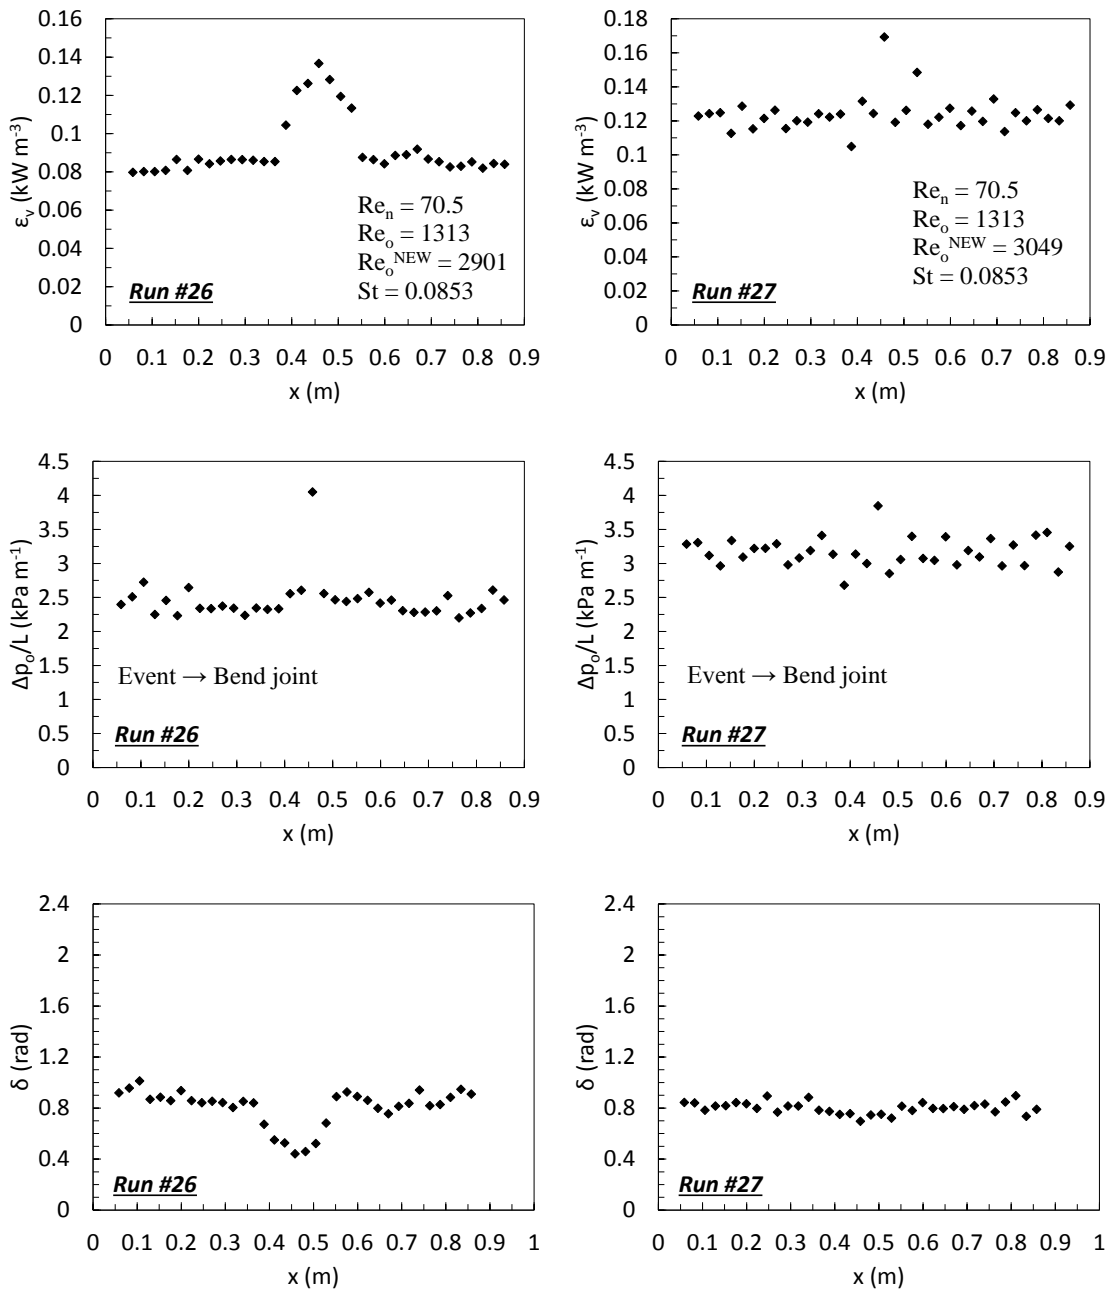 0.16
0.14
0.12
0.1
0.08
0.06
0.04
0.02
0
εv (kW m⁻³)
Ren = 70.5
Reo = 1313
Reo^NEW = 2901
St = 0.0853
Run #26
0 0.1 0.2 0.3 0.4 0.5 0.6 0.7 0.8 0.9
x (m)
0.18
0.16
0.14
0.12
0.1
0.08
0.06
0.04
0.02
0
εv (kW m⁻³)
Ren = 70.5
Reo = 1313
Reo^NEW = 3049
St = 0.0853
Run #27
0 0.1 0.2 0.3 0.4 0.5 0.6 0.7 0.8 0.9
x (m)
4.5
4
3.5
3
2.5
2
1.5
1
0.5
0
Δpo/L (kPa m⁻¹)
Event → Bend joint
Run #26
0 0.1 0.2 0.3 0.4 0.5 0.6 0.7 0.8 0.9
x (m)
4.5
4
3.5
3
2.5
2
1.5
1
0.5
0
Δpo/L (kPa m⁻¹)
Event → Bend joint
Run #27
0 0.1 0.2 0.3 0.4 0.5 0.6 0.7 0.8 0.9
x (m)
2.4
2
1.6
1.2
0.8
0.4
0
δ (rad)
Run #26
0 0.1 0.2 0.3 0.4 0.5 0.6 0.7 0.8 0.9 1
x (m)
2.4
2
1.6
1.2
0.8
0.4
0
δ (rad)
Run #27
0 0.1 0.2 0.3 0.4 0.5 0.6 0.7 0.8 0.9 1
x (m)